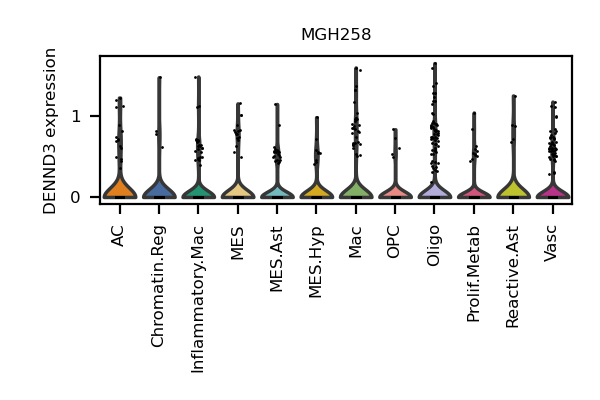 MGH258
DENND3 expression
1
0
AC
Chromatin.Reg
Inflammatory.Mac
MES
MES.Ast
MES.Hyp
Mac
OPC
Oligo
Prolif.Metab
Reactive.Ast
Vasc